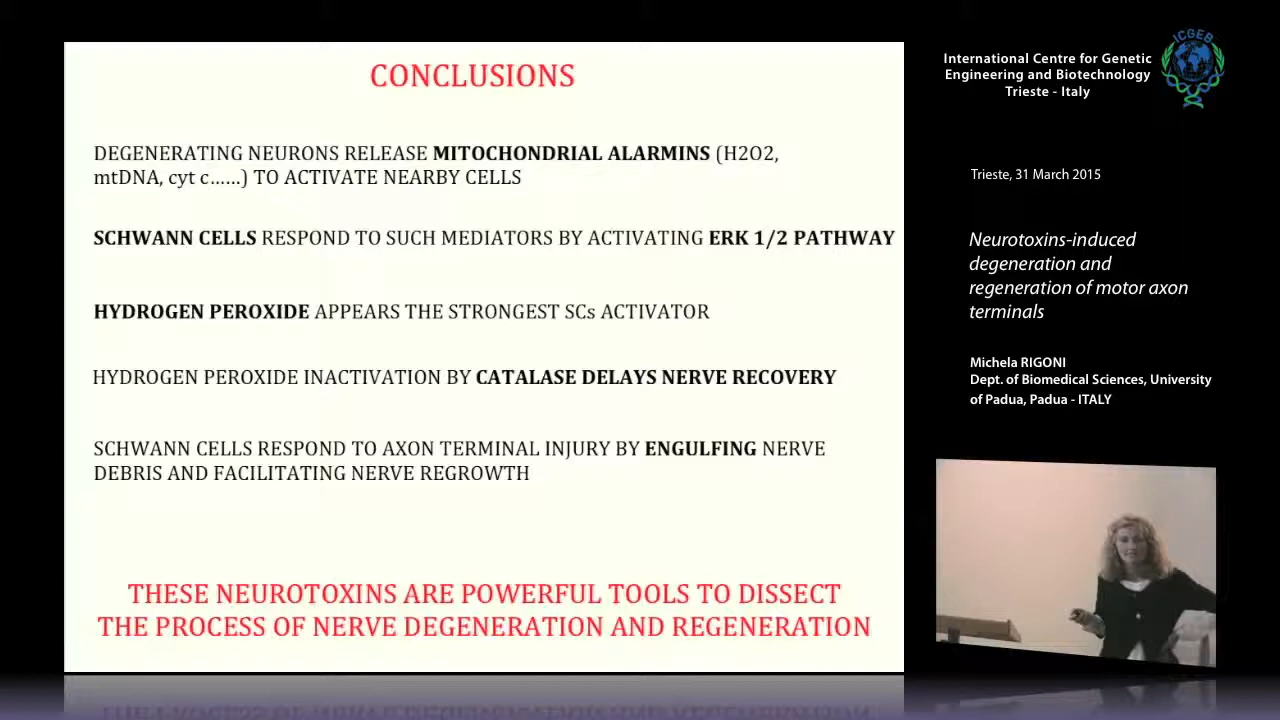 CONCLUSIONS
DEGENERATING NEURONS RELEASE MITOCHONDRIAL ALARMINS (H2O2,
mtDNA, cyt c……) TO ACTIVATE NEARBY CELLS
SCHWANN CELLS RESPOND TO SUCH MEDIATORS BY ACTIVATING ERK 1/2 PATHWAY
HYDROGEN PEROXIDE APPEARS THE STRONGEST SCs ACTIVATOR
HYDROGEN PEROXIDE INACTIVATION BY CATALASE DELAYS NERVE RECOVERY
SCHWANN CELLS RESPOND TO AXON TERMINAL INJURY BY ENGULFING NERVE
DEBRIS AND FACILITATING NERVE REGROWTH
THESE NEUROTOXINS ARE POWERFUL TOOLS TO DISSECT
THE PROCESS OF NERVE DEGENERATION AND REGENERATION
International Centre for Genetic
Engineering and Biotechnology
Trieste - Italy
ICGEB
Trieste, 31 March 2015
Neurotoxins-induced
degeneration and
regeneration of motor axon
terminals
Michela RIGONI
Dept. of Biomedical Sciences, University
of Padua, Padua - ITALY